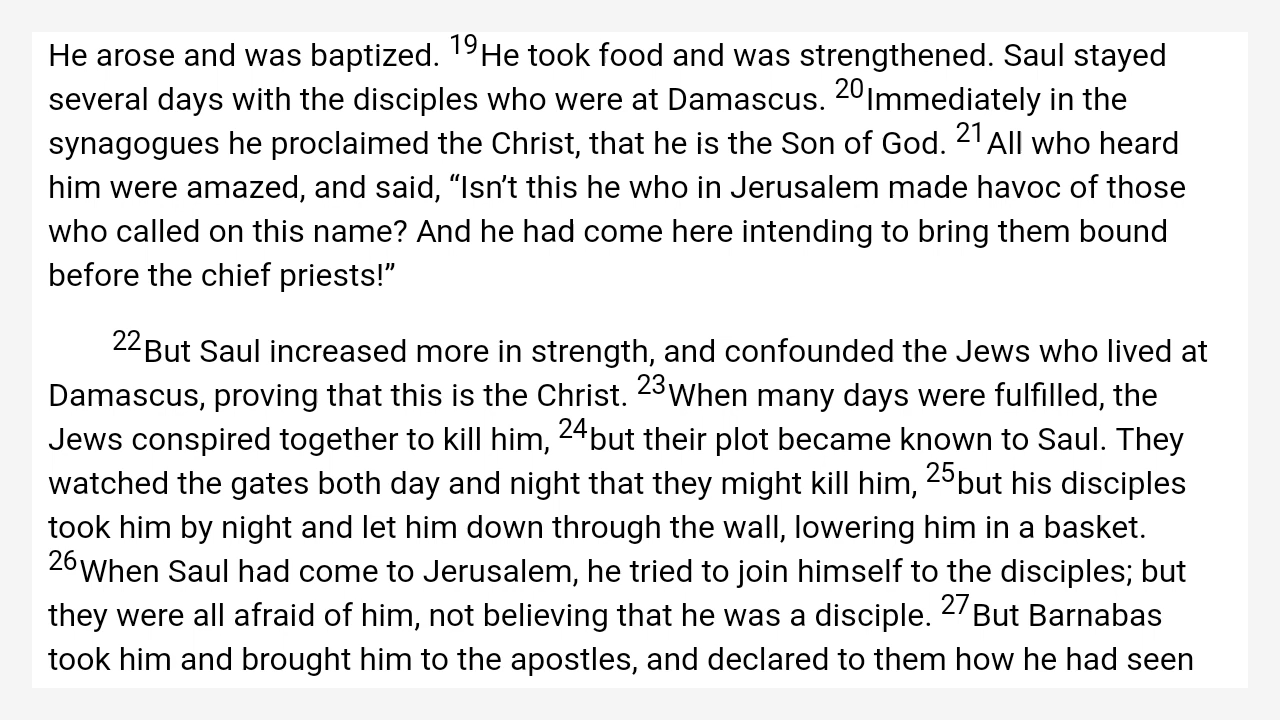 He arose and was baptized. 19He took food and was strengthened. Saul stayed
several days with the disciples who were at Damascus. 20Immediately in the
synagogues he proclaimed the Christ, that he is the Son of God. 21All who heard
him were amazed, and said, “Isn’t this he who in Jerusalem made havoc of those
who called on this name? And he had come here intending to bring them bound
before the chief priests!”
22But Saul increased more in strength, and confounded the Jews who lived at
Damascus, proving that this is the Christ. 23When many days were fulfilled, the
Jews conspired together to kill him, 24but their plot became known to Saul. They
watched the gates both day and night that they might kill him, 25but his disciples
took him by night and let him down through the wall, lowering him in a basket.
26When Saul had come to Jerusalem, he tried to join himself to the disciples; but
they were all afraid of him, not believing that he was a disciple. 27But Barnabas
took him and brought him to the apostles, and declared to them how he had seen